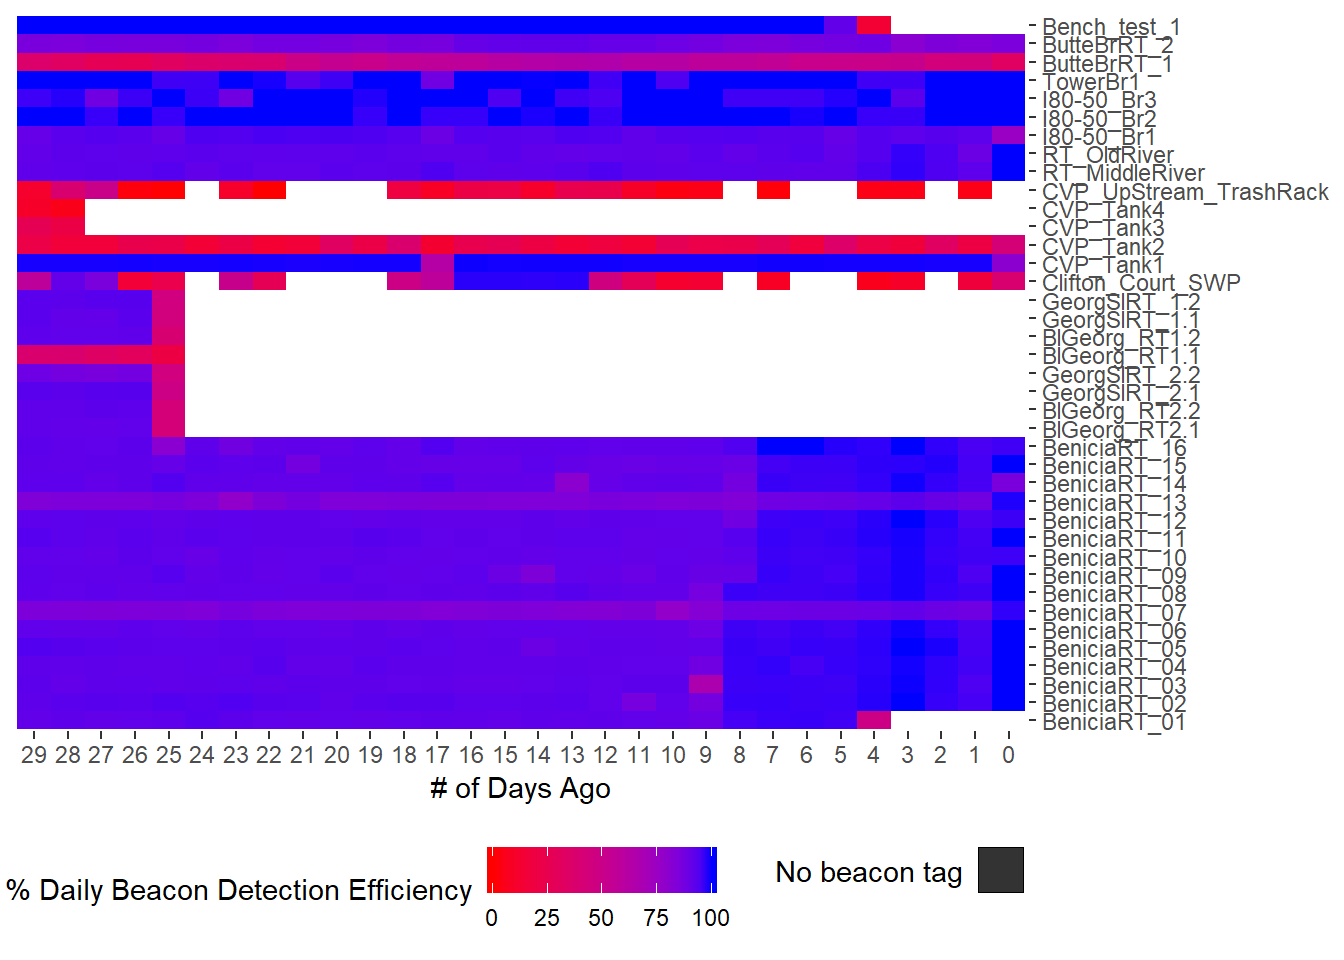 Bench_test_1
ButteBrRT_2
ButteBrRT_1
TowerBr1
I80-50_Br3
I80-50_Br2
I80-50_Br1
RT_OldRiver
RT_MiddleRiver
CVP_UpStream_TrashRack
CVP_Tank4
CVP_Tank3
CVP_Tank2
CVP_Tank1
Clifton_Court_SWP
GeorgSlRT_1.2
GeorgSlRT_1.1
BlGeorg_RT1.2
BlGeorg_RT1.1
GeorgSlRT_2.2
GeorgSlRT_2.1
BlGeorg_RT2.2
BlGeorg_RT2.1
BeniciaRT_16
BeniciaRT_15
BeniciaRT_14
BeniciaRT_13
BeniciaRT_12
BeniciaRT_11
BeniciaRT_10
BeniciaRT_09
BeniciaRT_08
BeniciaRT_07
BeniciaRT_06
BeniciaRT_05
BeniciaRT_04
BeniciaRT_03
BeniciaRT_02
BeniciaRT_01
29 28 27 26 25 24 23 22 21 20 19 18 17 16 15 14 13 12 11 10 9 8 7 6 5 4 3 2 1 0
# of Days Ago
% Daily Beacon Detection Efficiency
0 25 50 75 100
No beacon tag